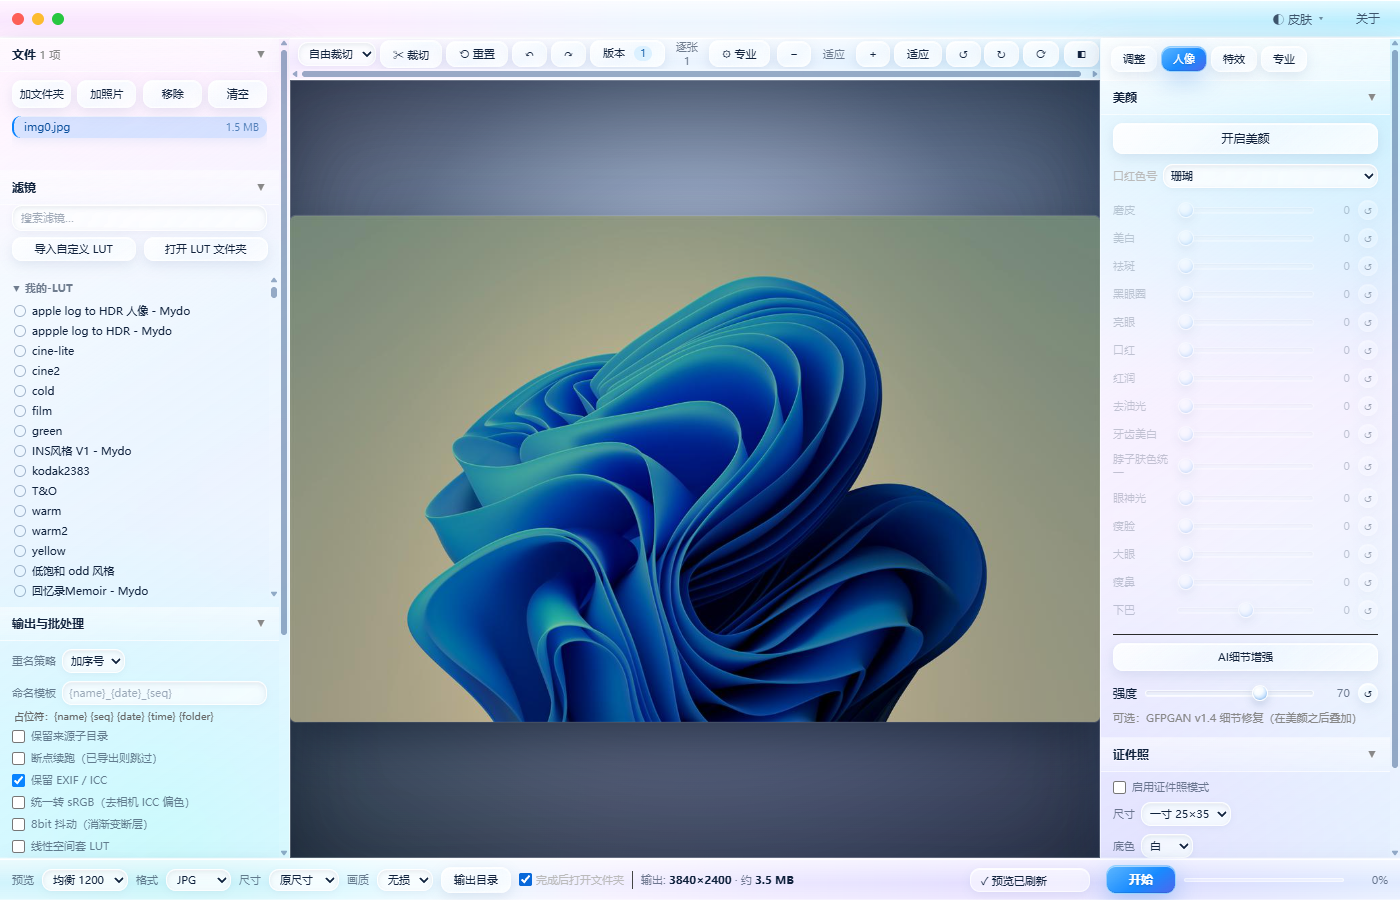 皮肤 关于
文件 1 项
加文件夹 加照片 移除 清空
img0.jpg 1.5 MB
滤镜
搜索滤镜...
导入自定义 LUT 打开 LUT 文件夹
我的-LUT
apple log to HDR 人像 - Mydo
appple log to HDR - Mydo
cine-lite
cine2
cold
film
green
INS风格 V1 - Mydo
kodak2383
T&O
warm
warm2
yellow
低饱和 odd 风格
回忆录Memoir - Mydo
输出与批处理
重名策略 加序号
命名模板 {name}_{date}_{seq}
占位符：{name} {seq} {date} {time} {folder}
保留来源子目录
断点续跑（已导出则跳过）
保留 EXIF / ICC
统一转 sRGB（去相机 ICC 偏色）
8bit 抖动（消渐变断层）
线性空间套 LUT
自由裁切 裁切 重置 版本 1 逐张 1 专业 − 适应 + 适应
调整 人像 特效 专业
美颜
开启美颜
口红色号 珊瑚
磨皮 0
美白 0
祛斑 0
黑眼圈 0
亮眼 0
口红 0
红润 0
去油光 0
牙齿美白 0
脖子肤色统一 0
眼神光 0
瘦脸 0
大眼 0
瘦鼻 0
下巴 0
AI细节增强
强度 70
可选：GFPGAN v1.4 细节修复（在美颜之后叠加）
证件照
启用证件照模式
尺寸 一寸 25×35
底色 白
预览 均衡 1200 格式 JPG 尺寸 原尺寸 画质 无损 输出目录 完成后打开文件夹 输出: 3840×2400 · 约 3.5 MB ✓ 预览已刷新 开始 0%